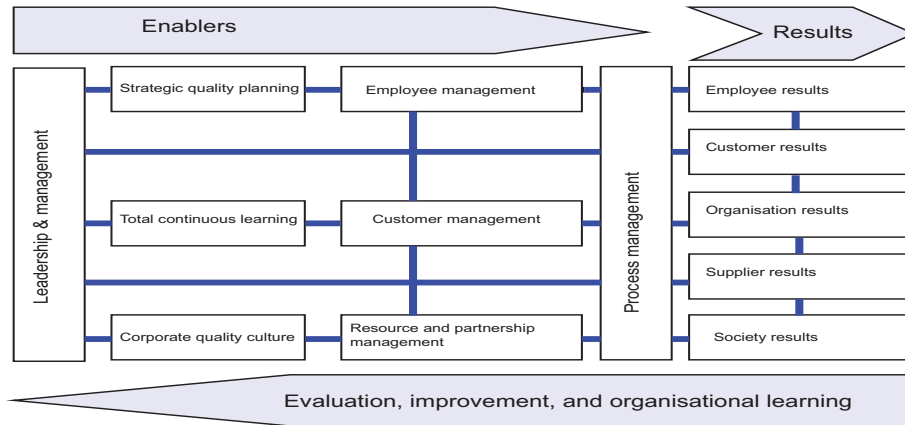 Enablers
Results
Leadership & management
Strategic quality planning
Employee management
Process management
Employee results
Customer results
Total continuous learning
Customer management
Organisation results
Supplier results
Corporate quality culture
Resource and partnership
management
Society results
Evaluation, improvement, and organisational learning